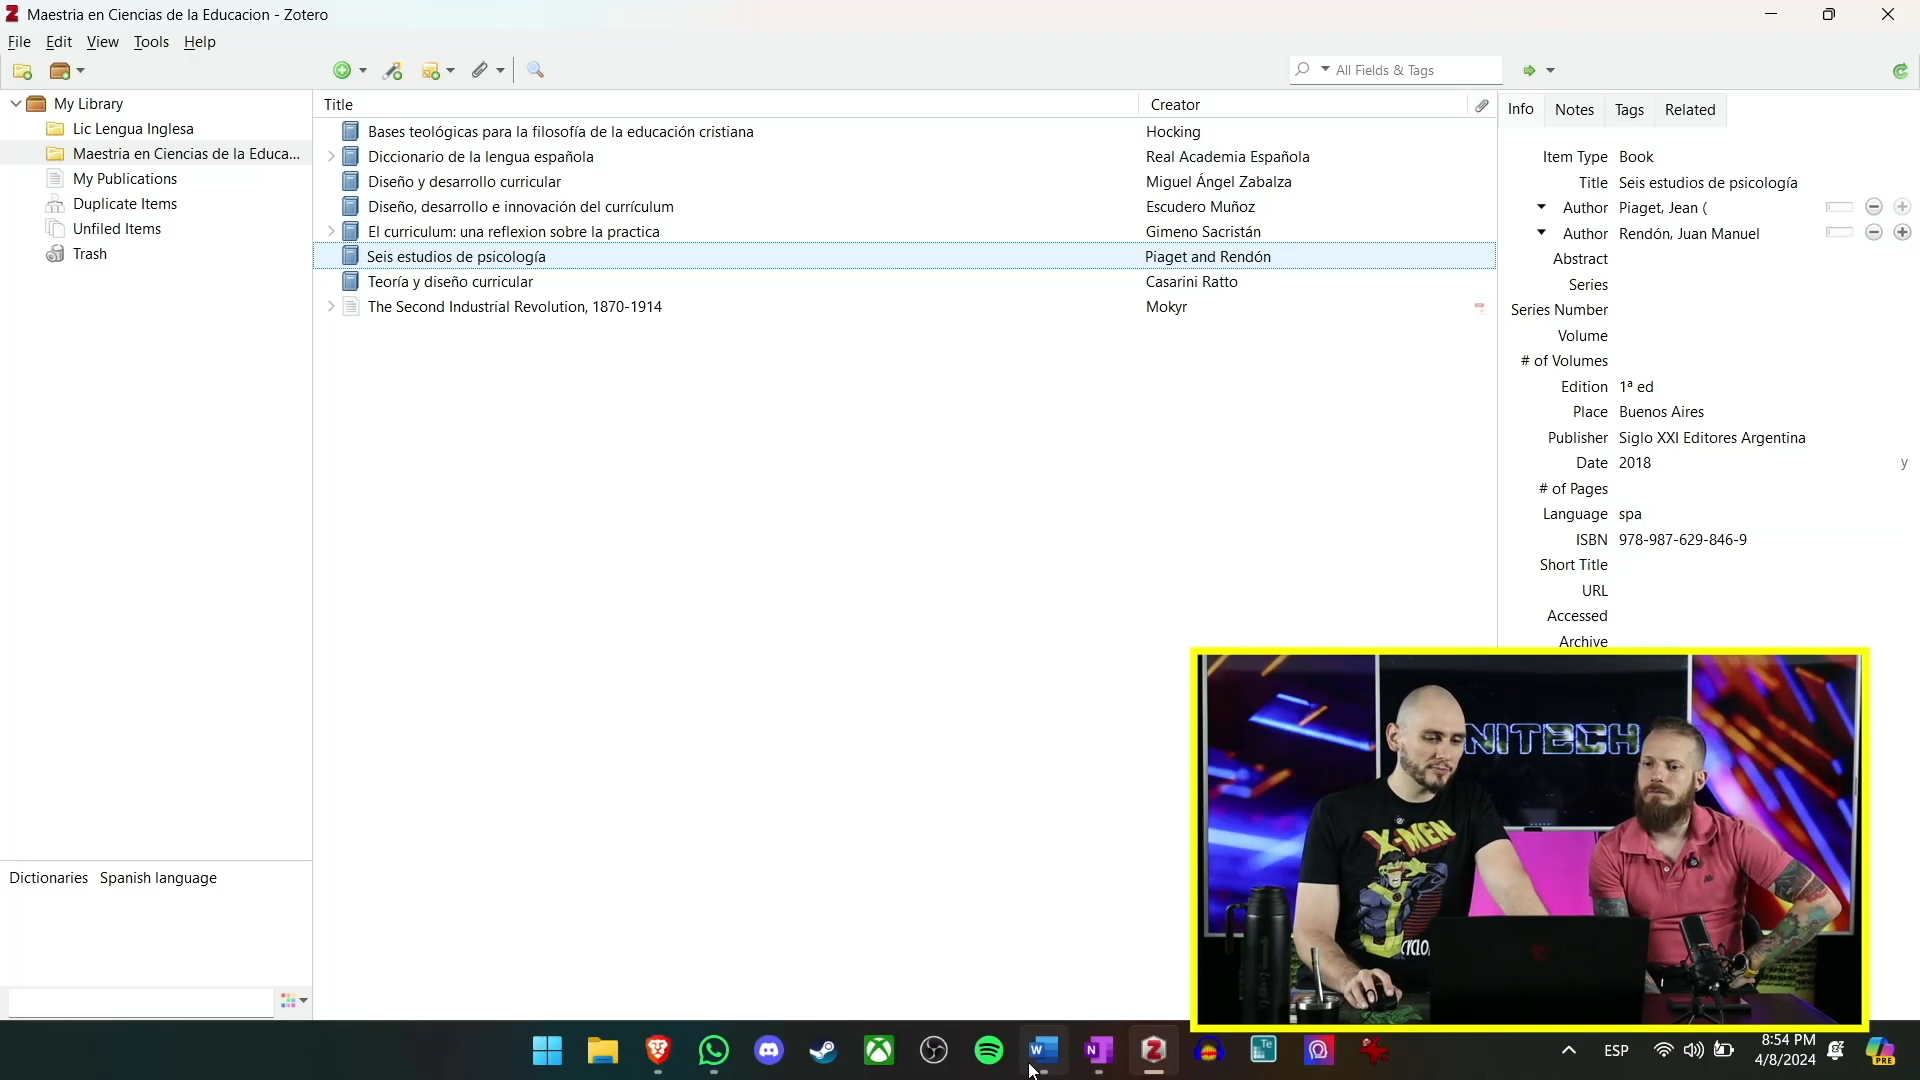 Maestria en Ciencias de la Educacion - Zotero
File Edit View Tools Help
All Fields & Tags
My Library
Lic Lengua Inglesa
Maestria en Ciencias de la Educa...
My Publications
Duplicate Items
Unfiled Items
Trash
Dictionaries Spanish language
Title Creator
Bases teológicas para la filosofía de la educación cristiana Hocking
Diccionario de la lengua española Real Academia Española
Diseño y desarrollo curricular Miguel Ángel Zabalza
Diseño, desarrollo e innovación del currículum Escudero Muñoz
El curriculum: una reflexion sobre la practica Gimeno Sacristán
Seis estudios de psicología Piaget and Rendón
Teoría y diseño curricular Casarini Ratto
The Second Industrial Revolution, 1870-1914 Mokyr
Info Notes Tags Related
Item Type Book
Title Seis estudios de psicología
Author Piaget, Jean (
Author Rendón, Juan Manuel
Abstract
Series
Series Number
Volume
# of Volumes
Edition 1ª ed
Place Buenos Aires
Publisher Siglo XXI Editores Argentina
Date 2018 y
# of Pages
Language spa
ISBN 978-987-629-846-9
Short Title
URL
Accessed
Archive
NITECH
X-MEN
ESP
8:54 PM
4/8/2024
PRE